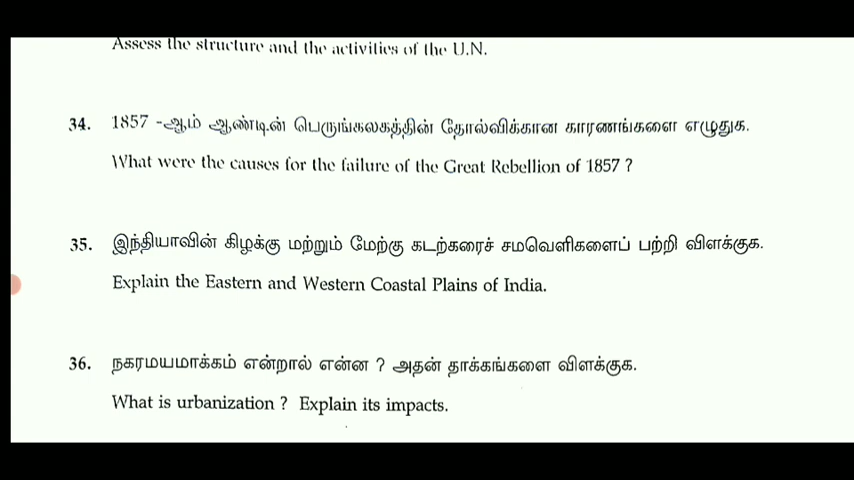 Assess the structure and the activities of the U.N.
34. 1857 -ஆம் ஆண்டின் பெருங்கலகத்தின் தோல்விக்கான காரணங்களை எழுதுக.
What were the causes for the failure of the Great Rebellion of 1857 ?
35. இந்தியாவின் கிழக்கு மற்றும் மேற்கு கடற்கரைச் சமவெளிகளைப் பற்றி விளக்குக.
Explain the Eastern and Western Coastal Plains of India.
36. நகரமயமாக்கம் என்றால் என்ன ? அதன் தாக்கங்களை விளக்குக.
What is urbanization ? Explain its impacts.